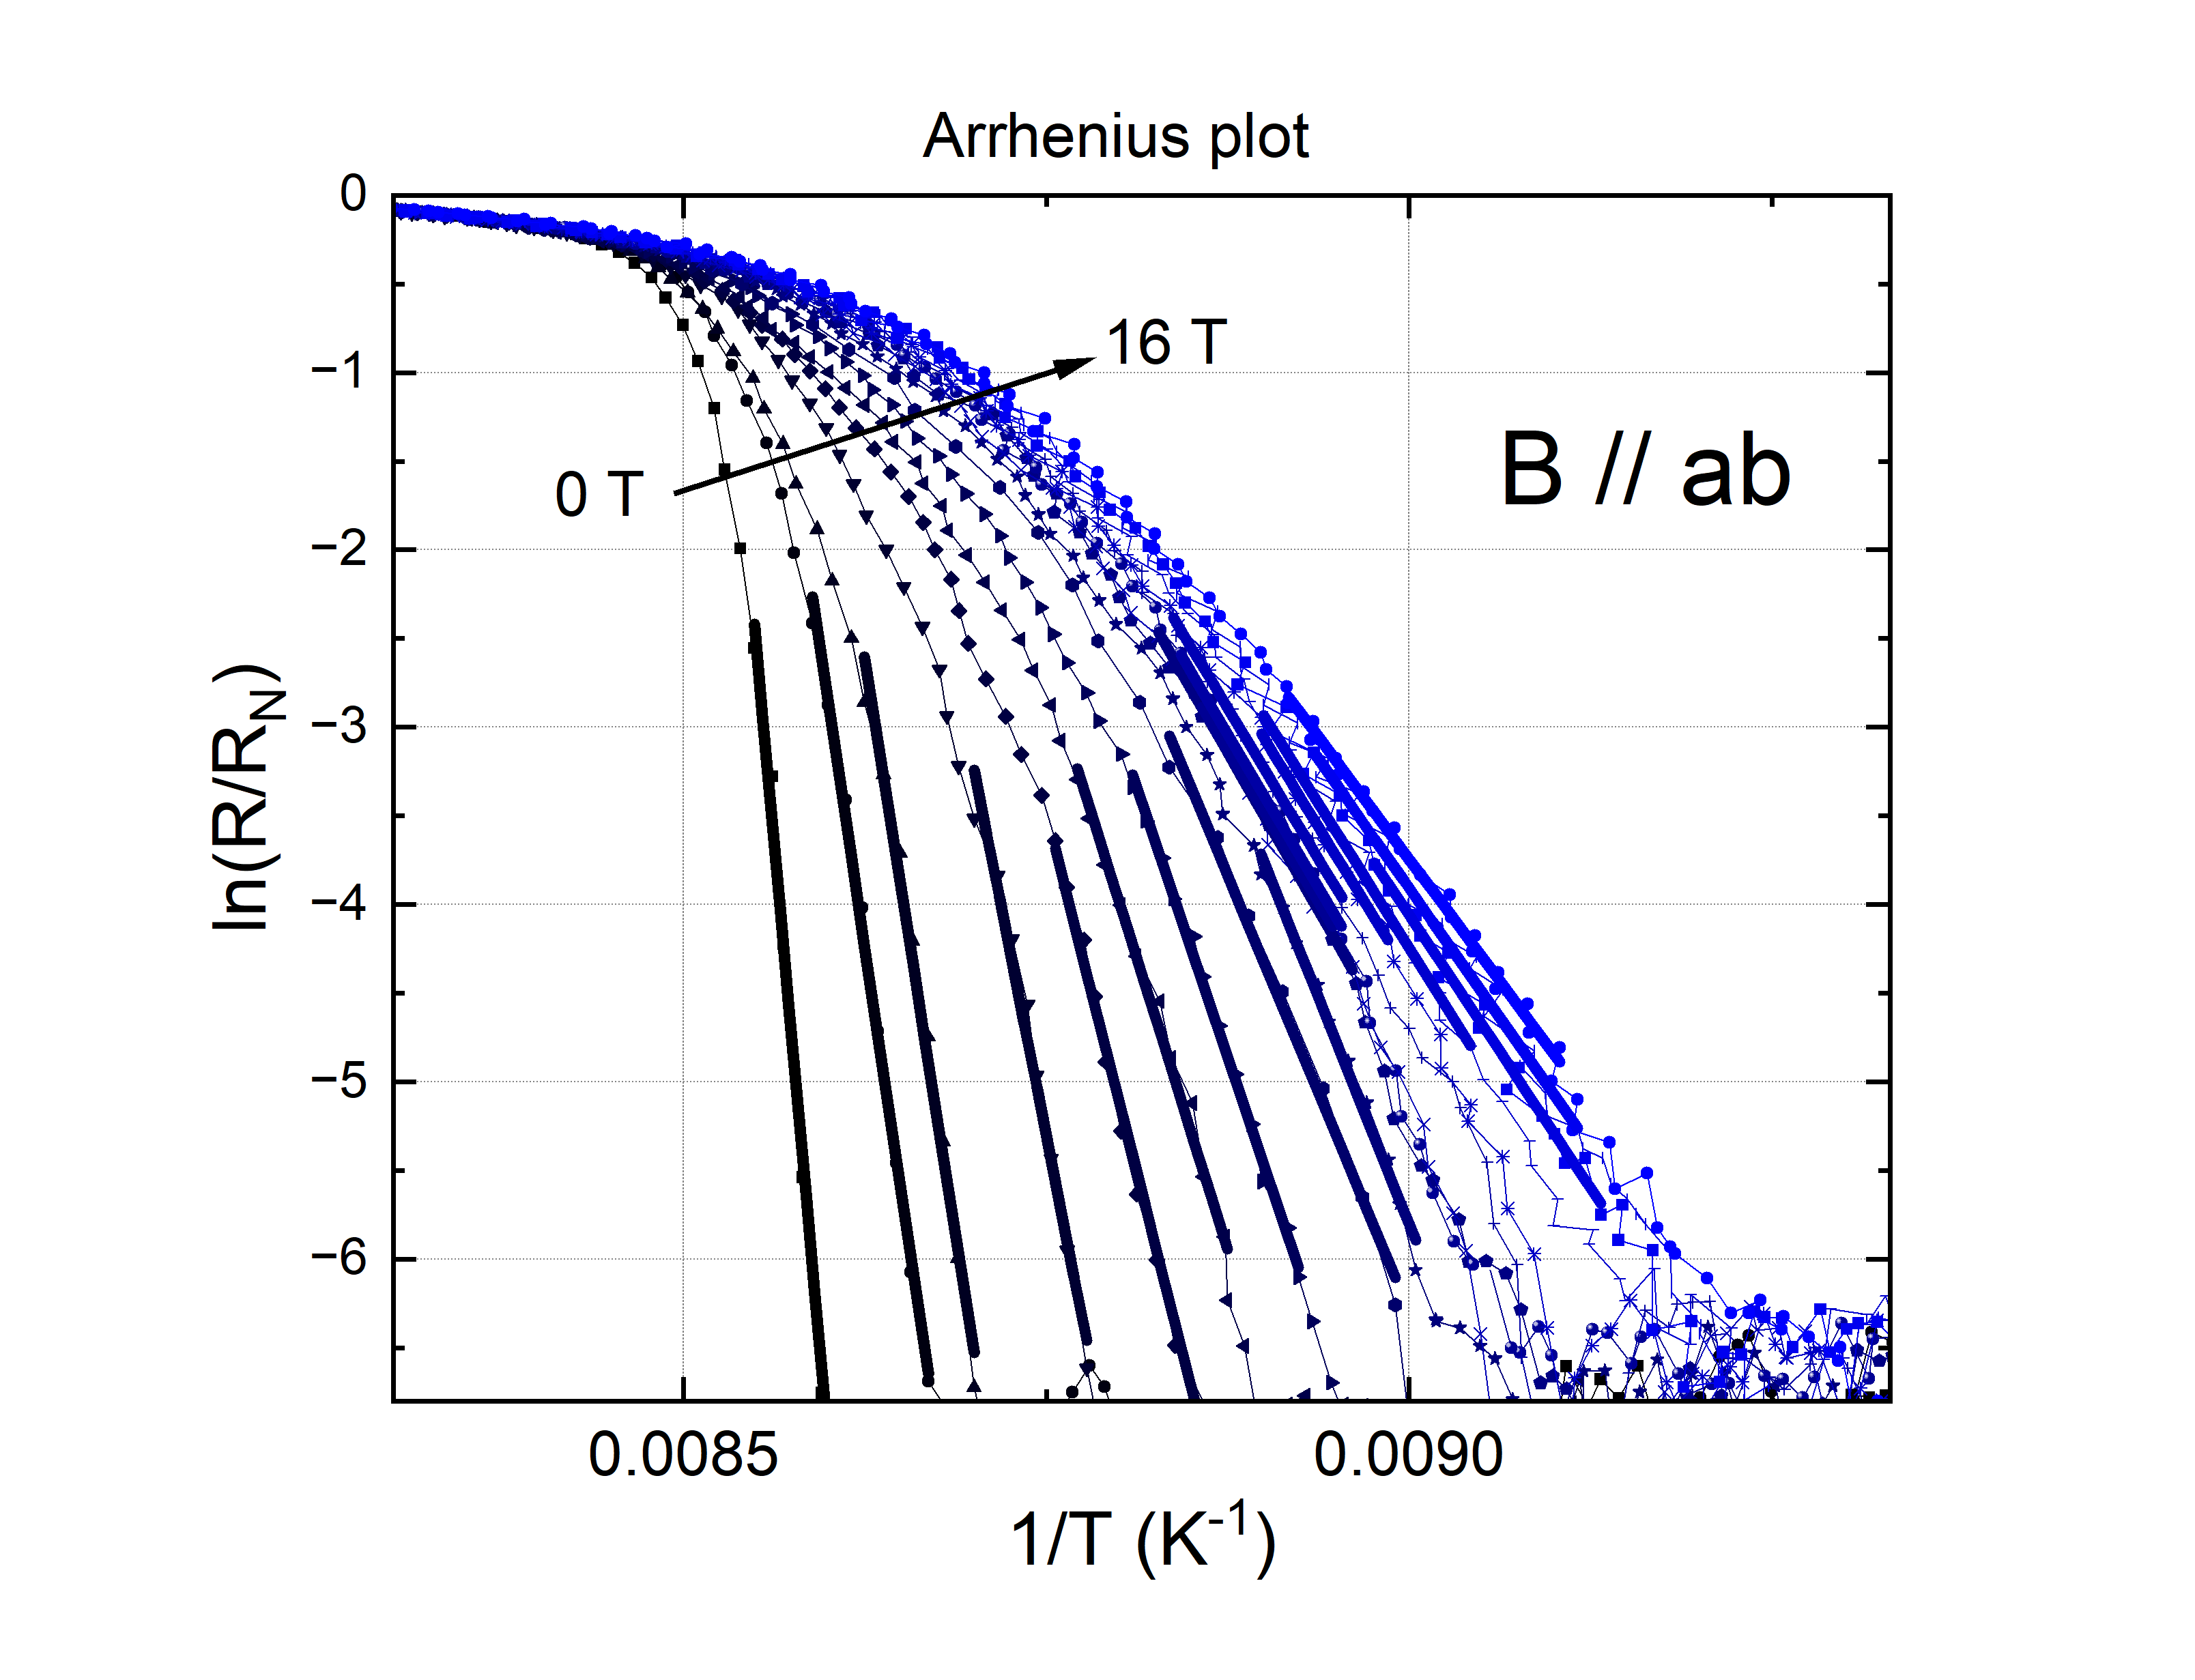 Arrhenius plot
0
−1
−2
−3
−4
−5
−6
ln(R/R_N)
0 T
16 T
B // ab
0.0085
0.0090
1/T (K⁻¹)